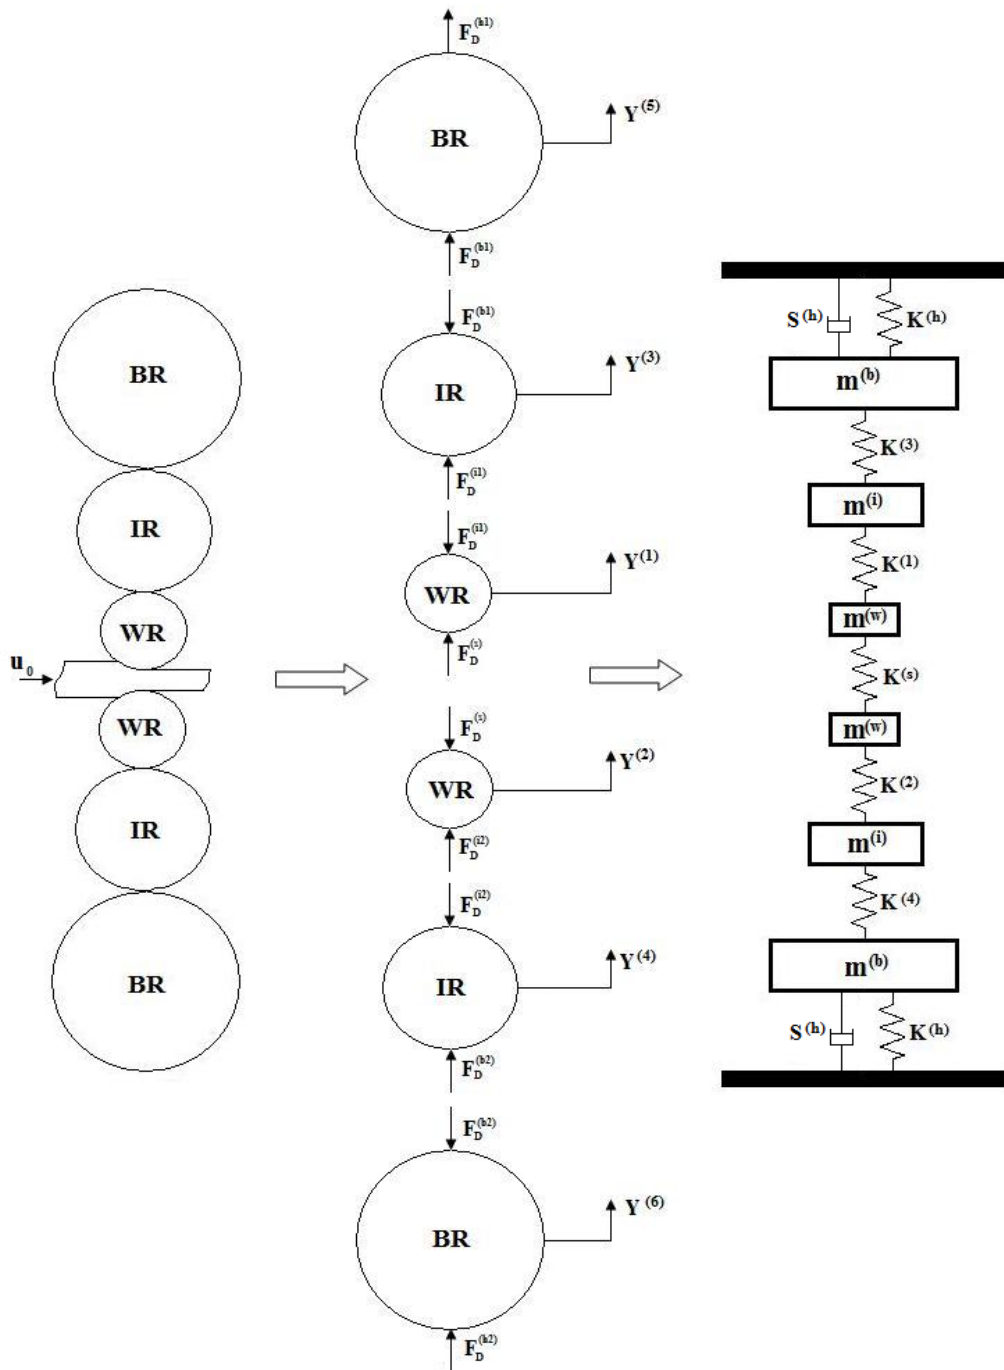 BR
IR
WR
u₀
WR
IR
BR
F_D^(h1)
BR
Y^(5)
F_D^(b1)
F_D^(b1)
IR
Y^(3)
F_D^(i1)
F_D^(i1)
WR
Y^(1)
F_D^(s)
F_D^(s)
WR
Y^(2)
F_D^(i2)
F_D^(i2)
IR
Y^(4)
F_D^(b2)
F_D^(b2)
BR
Y^(6)
F_D^(h2)
S^(h) K^(h)
m^(b)
K^(3)
m^(i)
K^(1)
m^(w)
K^(s)
m^(w)
K^(2)
m^(i)
K^(4)
m^(b)
S^(h) K^(h)